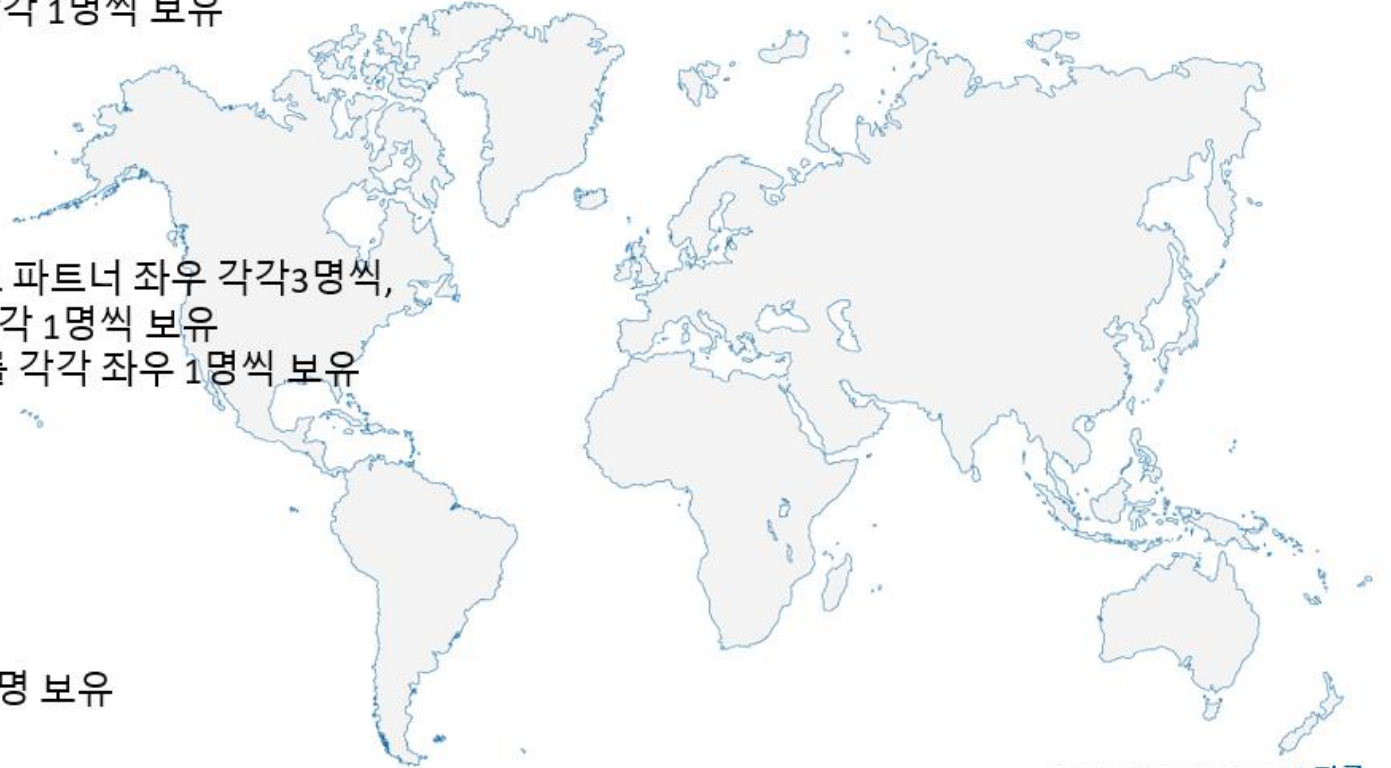 각 1명씩 보유
파트너 좌우 각각3명씩,
각 1명씩 보유
각각 좌우 1명씩 보유
명 보유